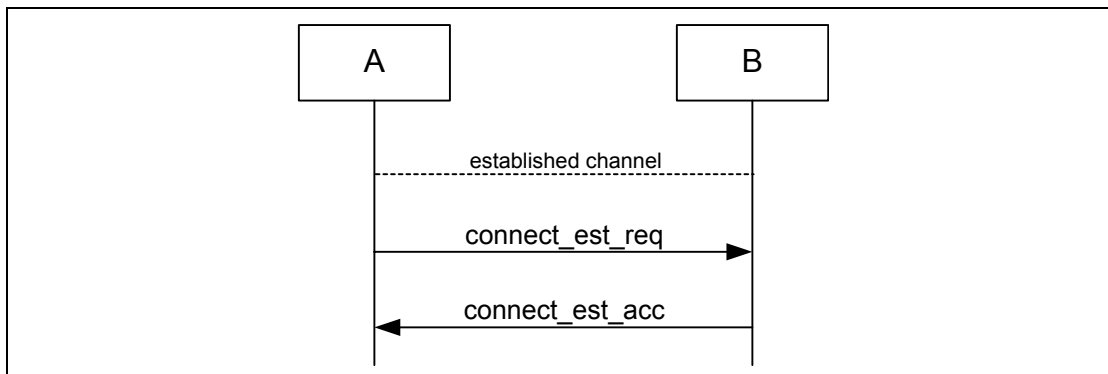 A
B
established channel
connect_est_req
connect_est_acc